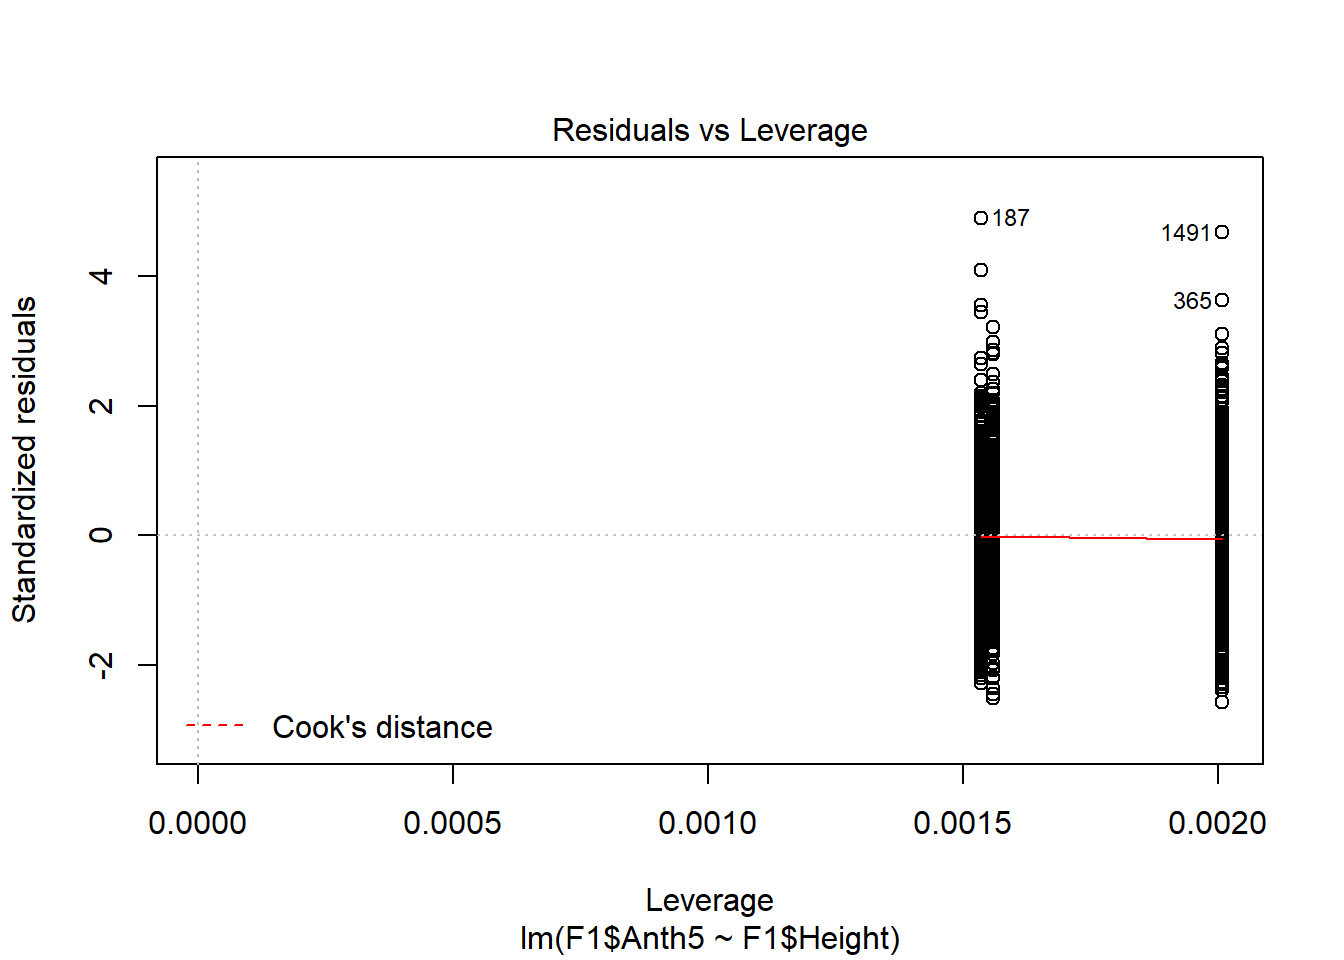 Residuals vs Leverage
Standardized residuals
4
2
0
-2
187
1491
365
Cook's distance
0.0000 0.0005 0.0010 0.0015 0.0020
Leverage
lm(F1$Anth5 ~ F1$Height)